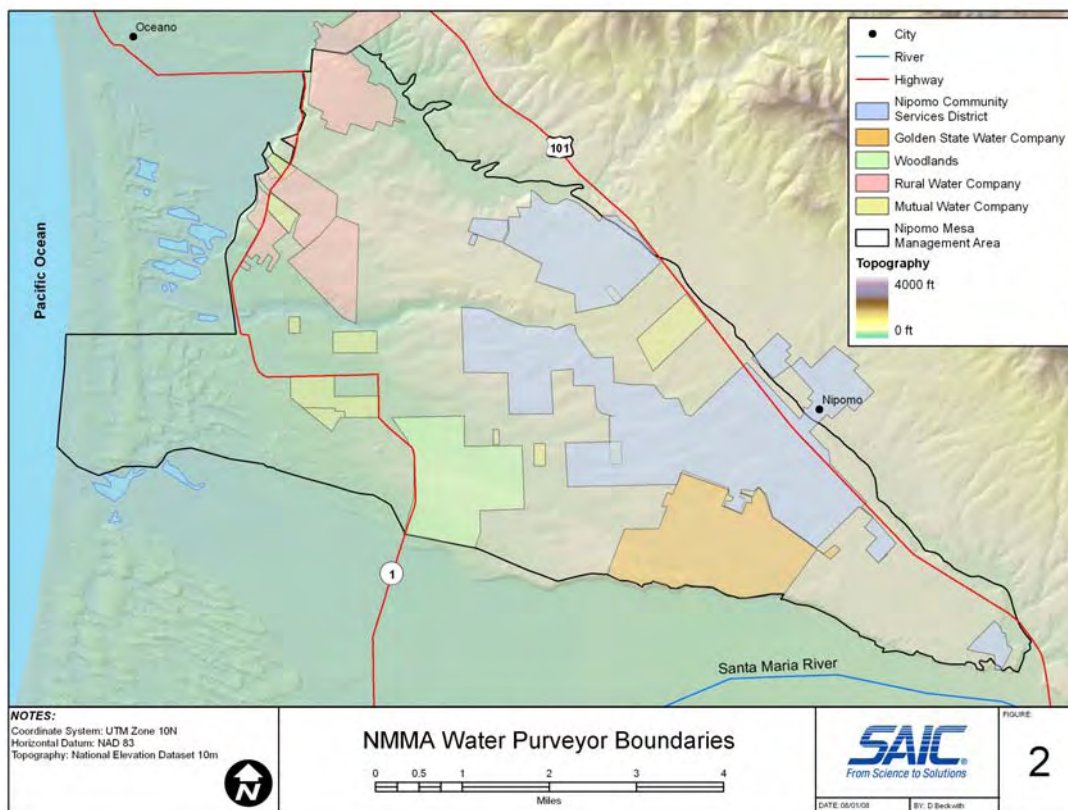 Oceano
101
Pacific Ocean
Nipomo
1
Santa Maria River
City
River
Highway
Nipomo Community
Services District
Golden State Water Company
Woodlands
Rural Water Company
Mutual Water Company
Nipomo Mesa
Management Area
Topography
4000 ft
0 ft
NOTES:
Coordinate System: UTM Zone 10N
Horizontal Datum: NAD 83
Topography: National Elevation Dataset 10m
N
NMMA Water Purveyor Boundaries
0 0.5 1 2 3 4
Miles
SAIC®
From Science to Solutions
DATE: 08/01/08
BY: D.Beckwith
FIGURE:
2